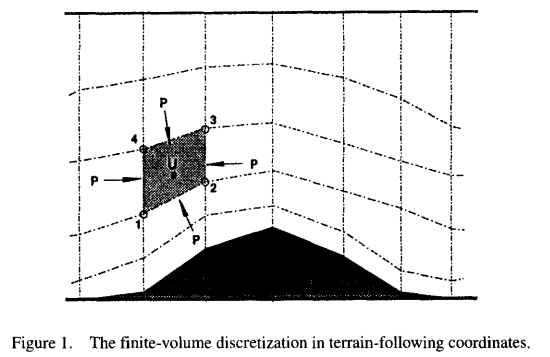 P
3
4
U
P
P
2
1
P
Figure 1. The finite-volume discretization in terrain-following coordinates.